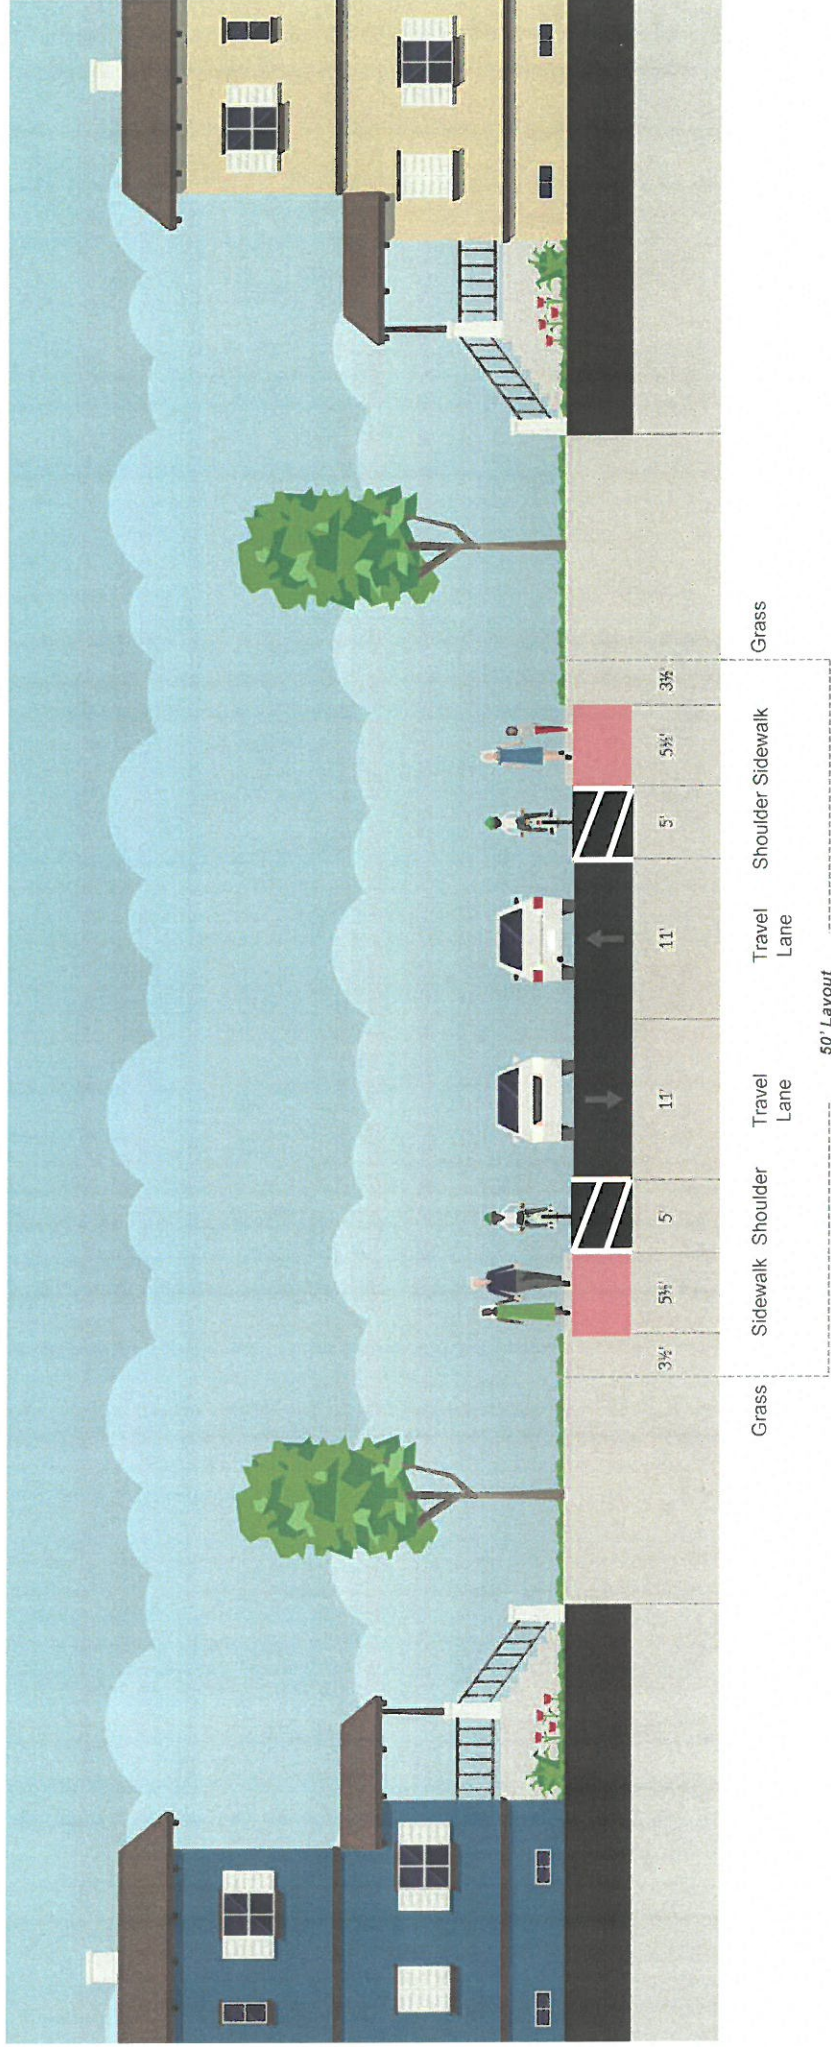 3½' 5½' 5' 11' 11' 5' 5½' 3½'
Grass Sidewalk Shoulder Travel Lane Travel Lane Shoulder Sidewalk Grass
50' Layout